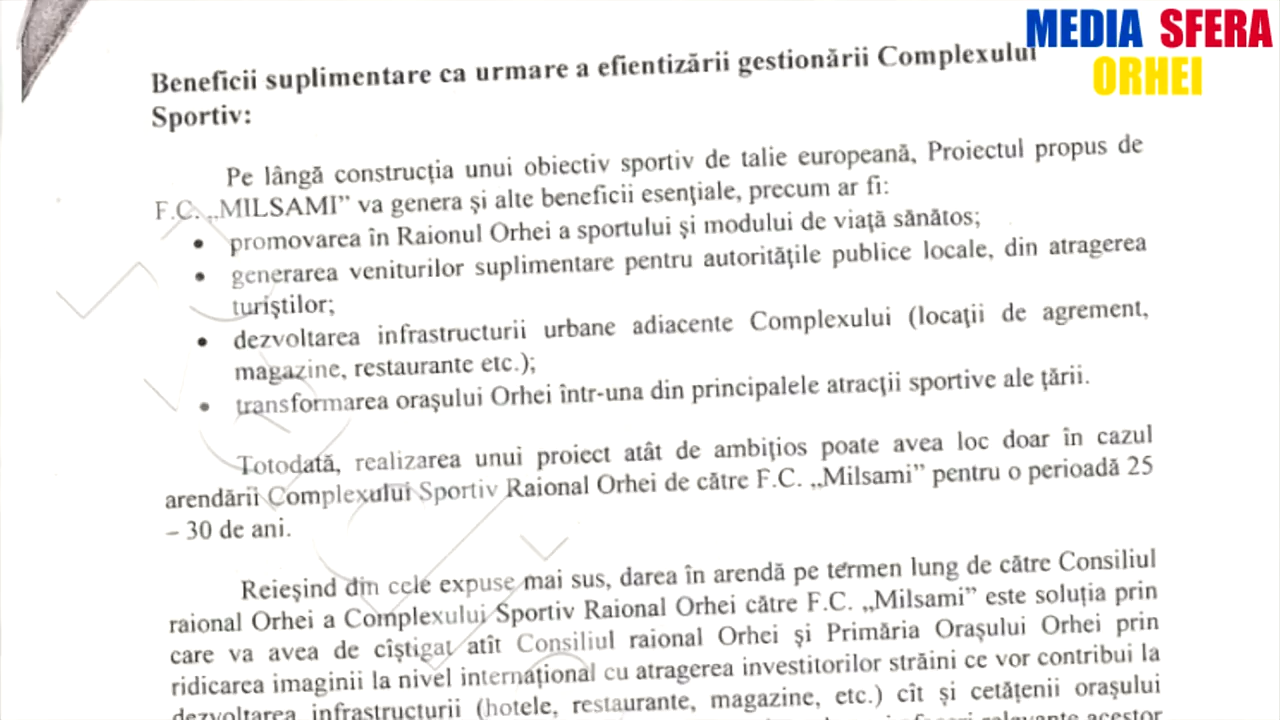 MEDIA SFERA
ORHEI
Beneficii suplimentare ca urmare a efientizării gestionării Complexului
Sportiv:
Pe lângă construcţia unui obiectiv sportiv de talie europeană, Proiectul propus de
F.C. „MILSAMI” va genera şi alte beneficii esenţiale, precum ar fi:
• promovarea în Raionul Orhei a sportului şi modului de viaţă sănătos;
• generarea veniturilor suplimentare pentru autorităţile publice locale, din atragerea
turiştilor;
• dezvoltarea infrastructurii urbane adiacente Complexului (locaţii de agrement,
magazine, restaurante etc.);
• transformarea oraşului Orhei într-una din principalele atracţii sportive ale ţării.
Totodată, realizarea unui proiect atât de ambiţios poate avea loc doar în cazul
arendării Complexului Sportiv Raional Orhei de către F.C. „Milsami” pentru o perioadă 25
– 30 de ani.
Reieşind din cele expuse mai sus, darea în arendă pe termen lung de către Consiliul
raional Orhei a Complexului Sportiv Raional Orhei către F.C. „Milsami” este soluţia prin
care va avea de cîştigat atît Consiliul raional Orhei şi Primăria Oraşului Orhei prin
ridicarea imaginii la nivel internaţional cu atragerea investitorilor străini ce vor contribui la
dezvoltarea infrastructurii (hotele, restaurante, magazine, etc.) cît şi cetăţenii oraşului
relevante acestor